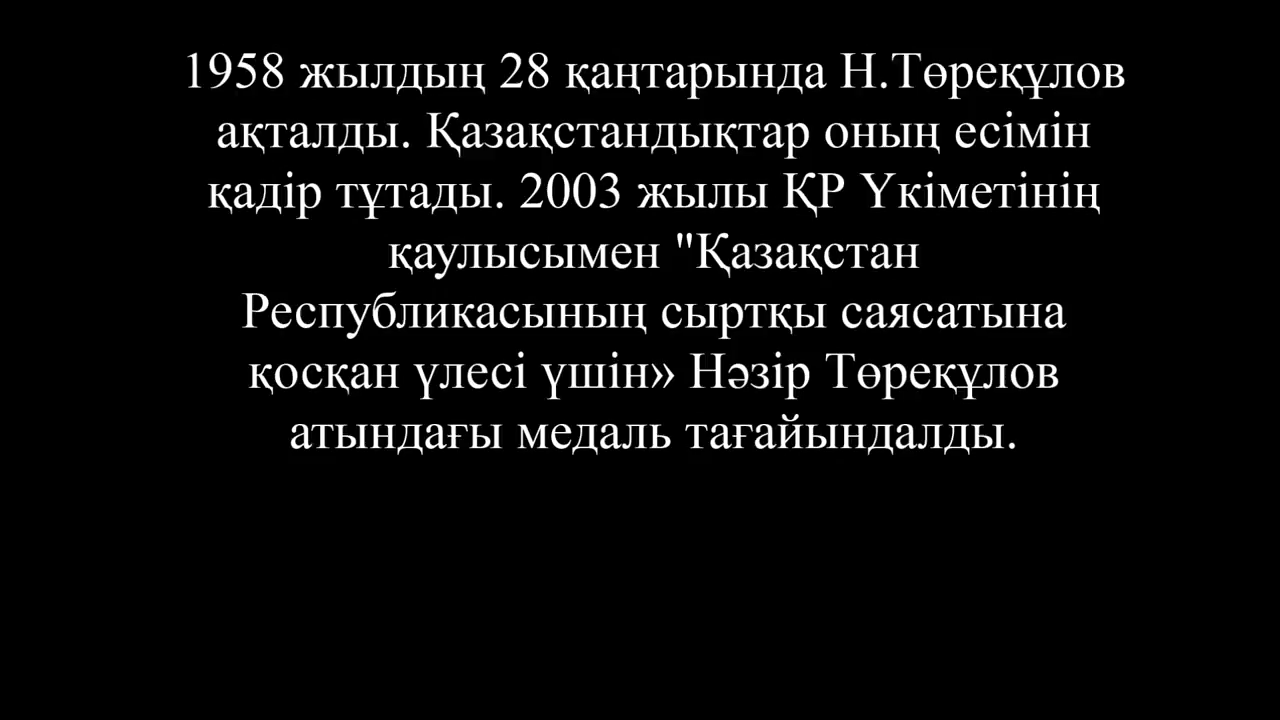 1958 жылдың 28 қаңтарында Н.Төреқұлов
ақталды. Қазақстандықтар оның есімін
қадір тұтады. 2003 жылы ҚР Үкіметінің
қаулысымен "Қазақстан
Республикасының сыртқы саясатына
қосқан үлесі үшін» Нәзір Төреқұлов
атындағы медаль тағайындалды.